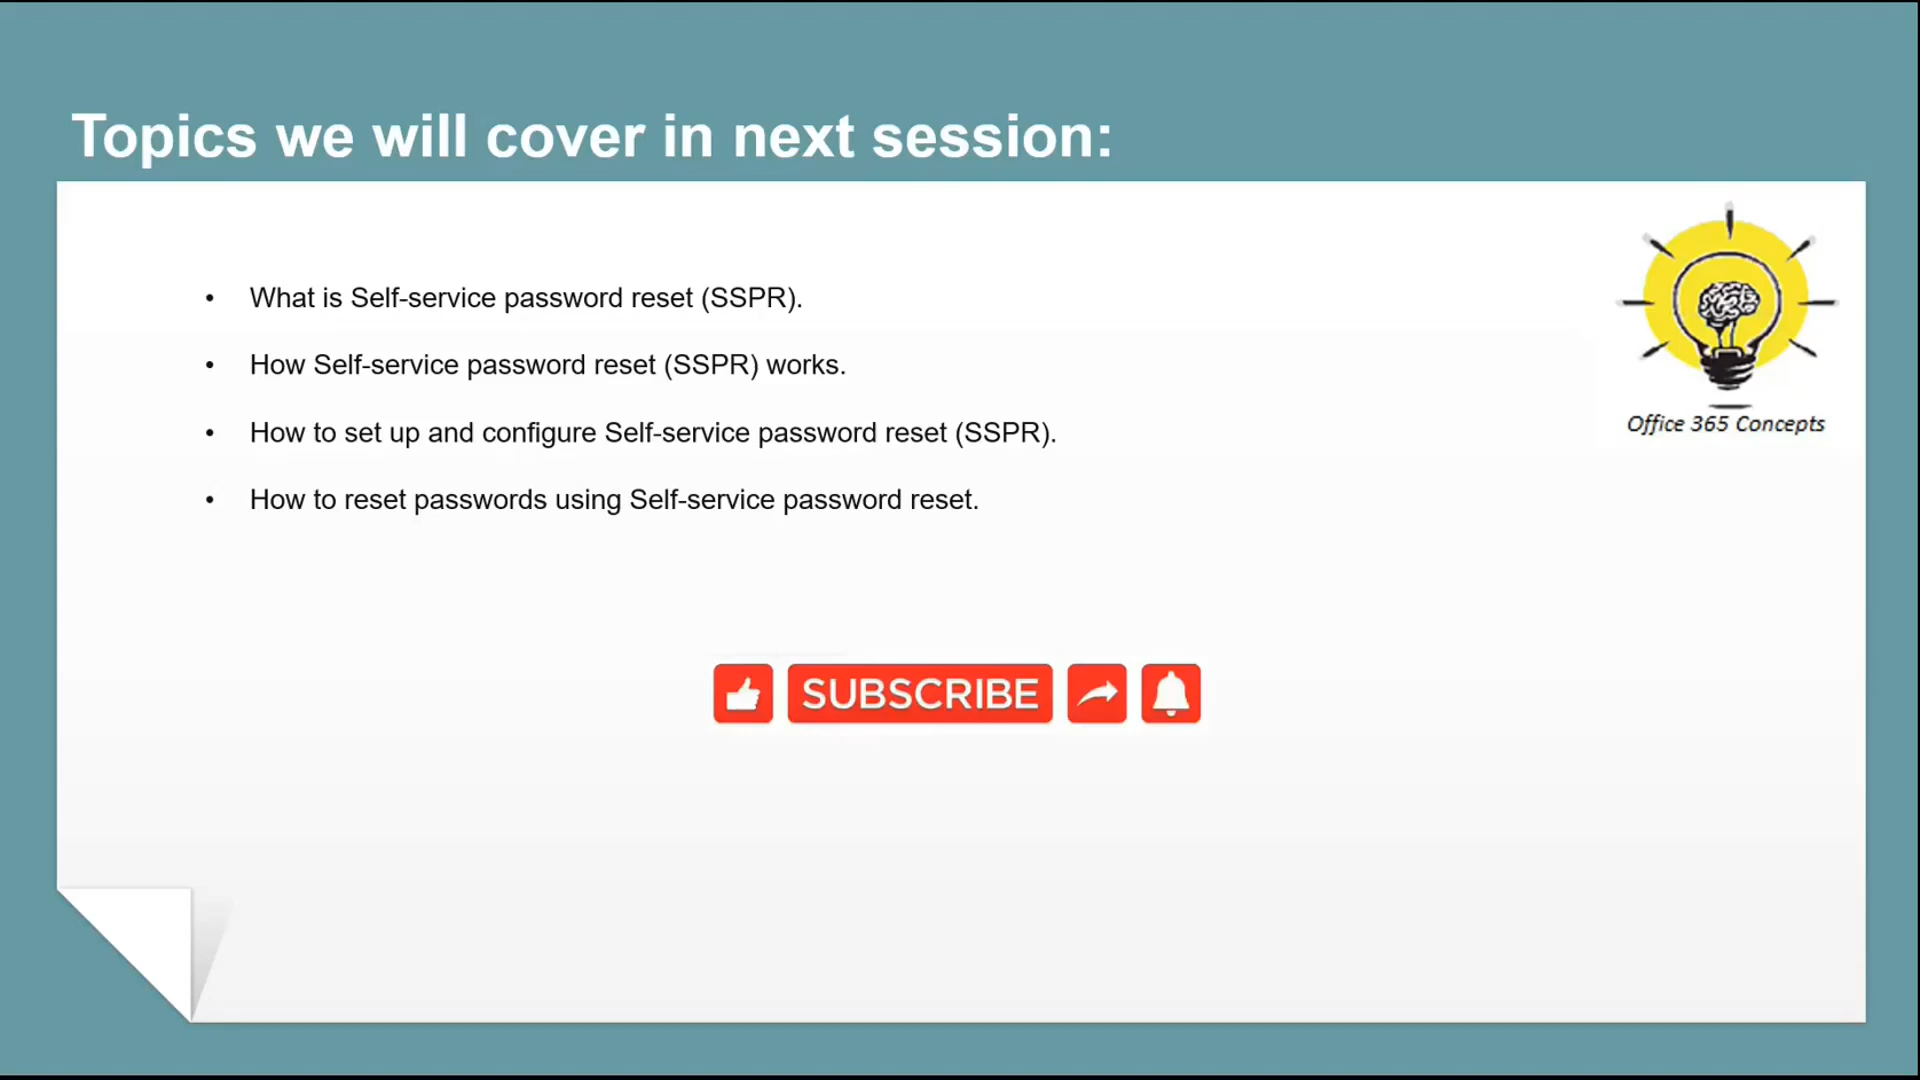 Topics we will cover in next session:
• What is Self-service password reset (SSPR).
• How Self-service password reset (SSPR) works.
• How to set up and configure Self-service password reset (SSPR).
• How to reset passwords using Self-service password reset.
Office 365 Concepts
SUBSCRIBE